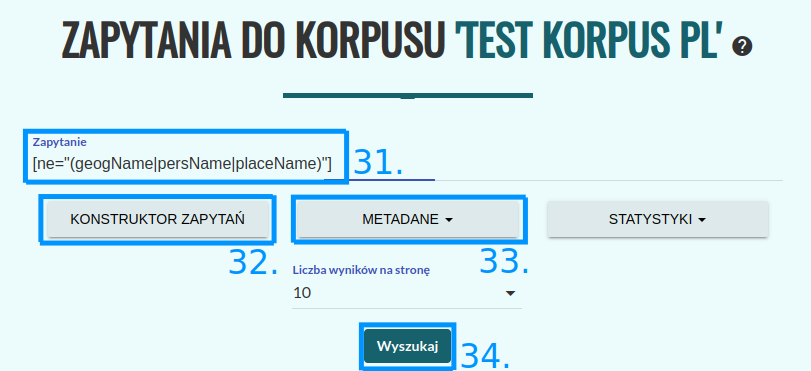 ZAPYTANIA DO KORPUSU 'TEST KORPUS PL' ?
Zapytanie
[ne="(geogName|persName|placeName)"] 31.
KONSTRUKTOR ZAPYTAŃ METADANE STATYSTYKI
32. 33.
Liczba wyników na stronę
10
Wyszukaj 34.